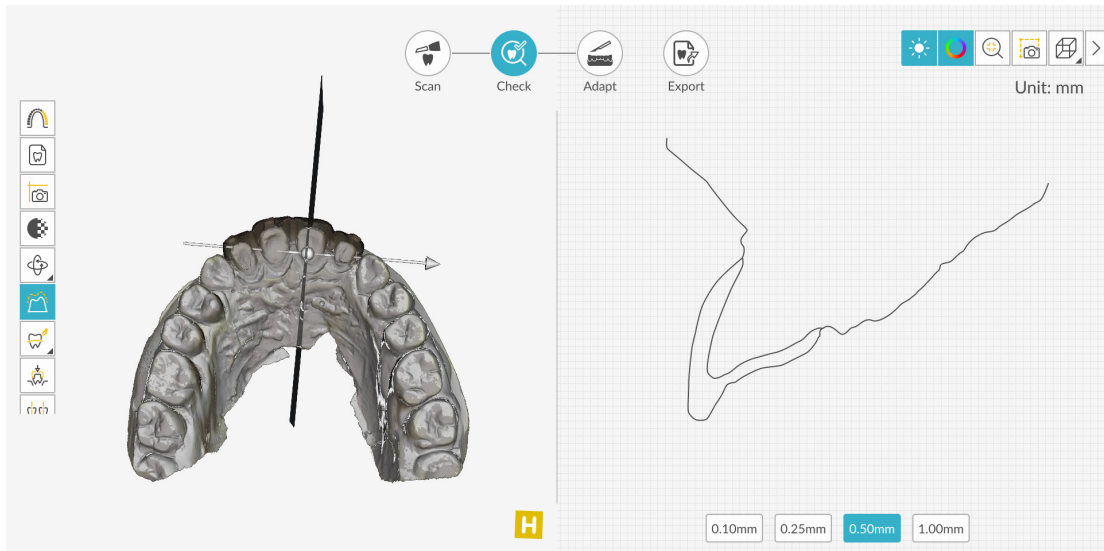 Scan
Check
Adapt
Export
Unit: mm
H
0.10mm
0.25mm
0.50mm
1.00mm